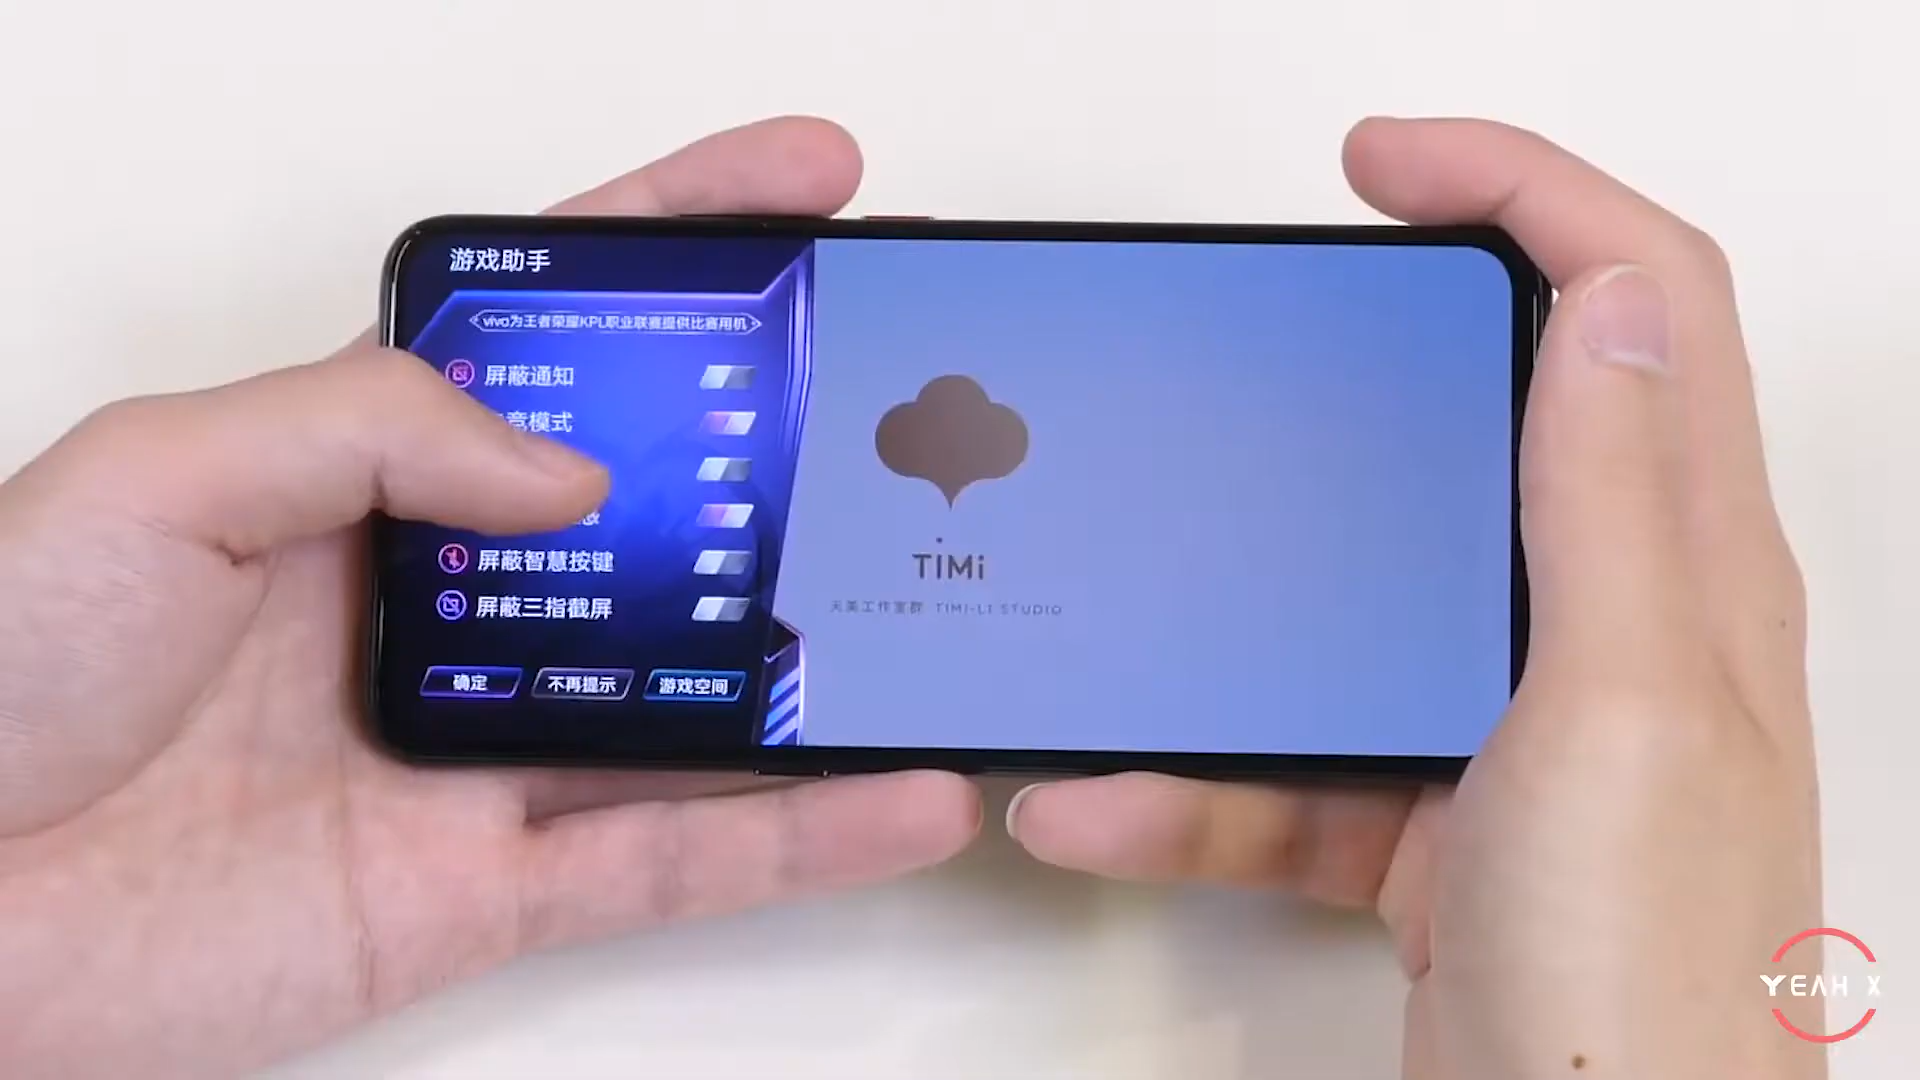 游戏助手
vivo为王者荣耀KPL职业联赛提供比赛用机
屏蔽通知
竞模式
屏蔽智慧按键
屏蔽三指截屏
确定 不再提示 游戏空间
TiMi
天美工作室群 TIMI-L1 STUDIO
YEAH X